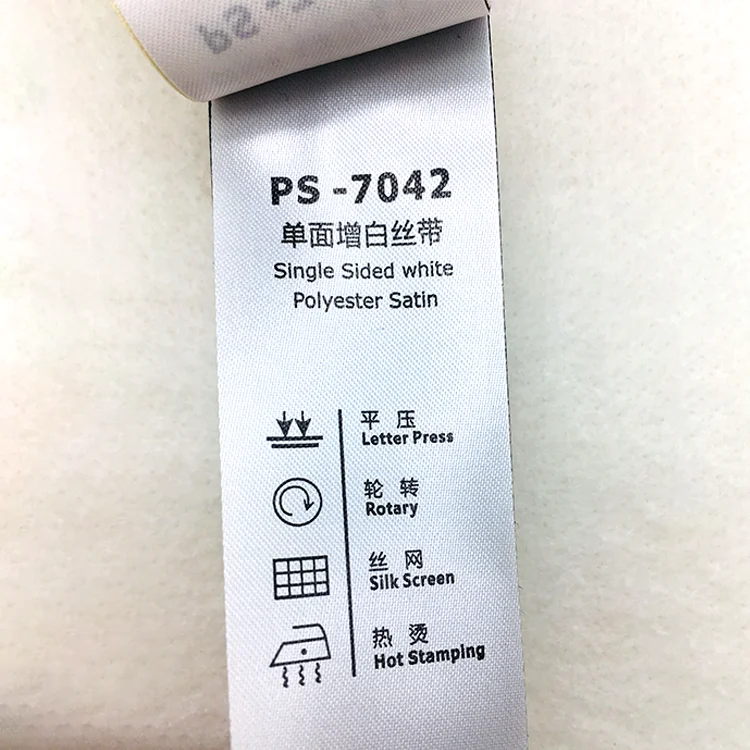 PS -7042
单面增白丝带
Single Sided white
Polyester Satin
平 压
Letter Press
轮 转
Rotary
丝 网
Silk Screen
热 烫
Hot Stamping